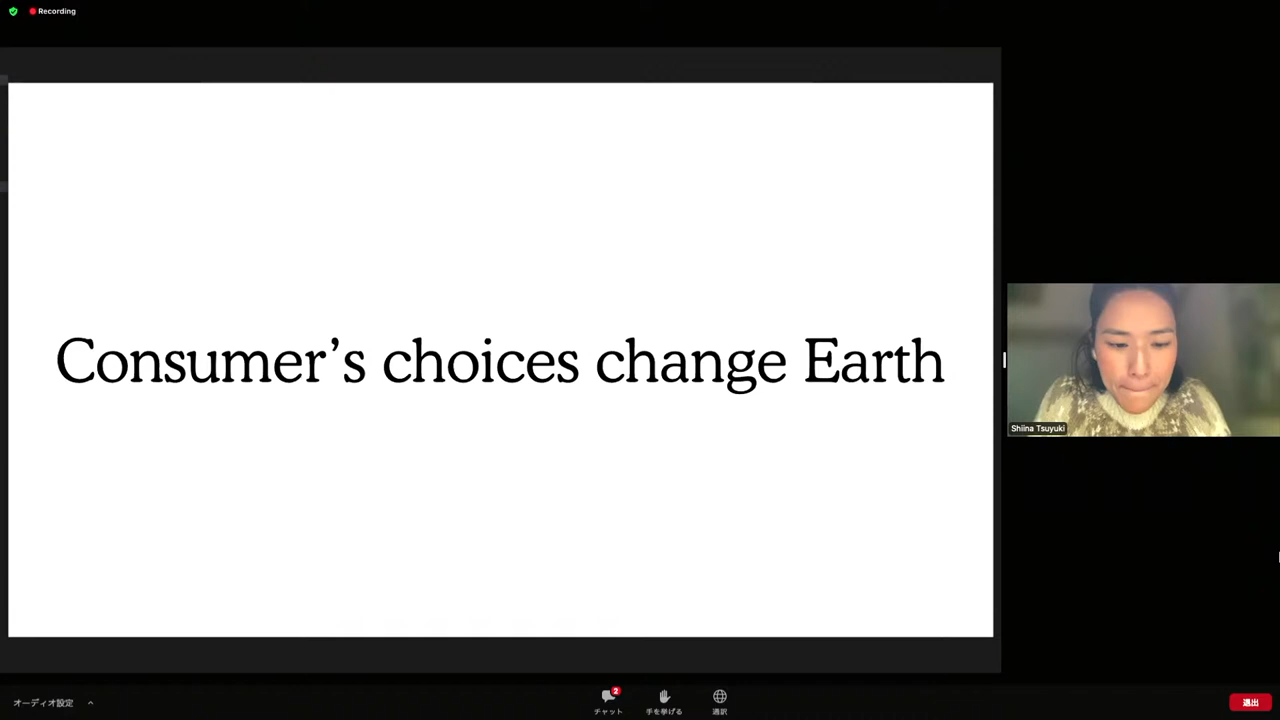 Recording
Consumer’s choices change Earth
Shiina Tsuyuki
オーディオ設定
2
チャット
手を挙げる
通訳
退出